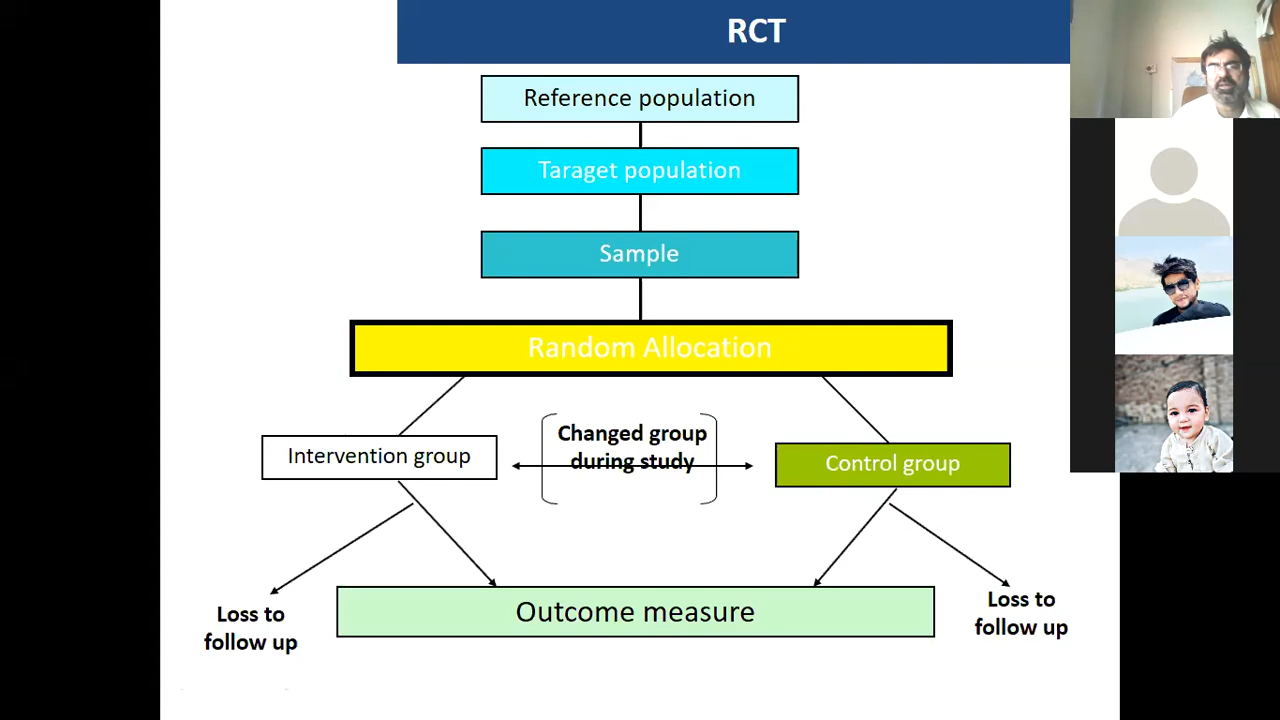 RCT
Reference population
Taraget population
Sample
Random Allocation
Changed group
during study
Intervention group
Control group
Loss to
follow up
Outcome measure
Loss to
follow up